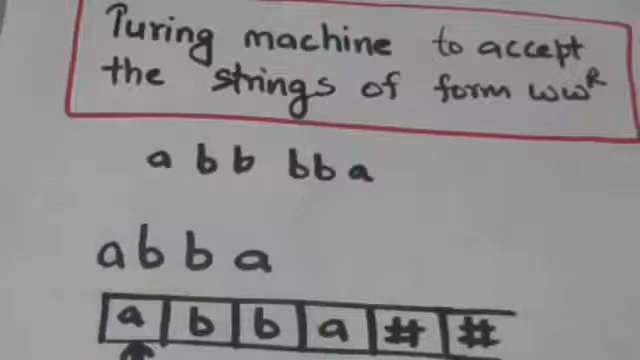 Turing machine to accept
the strings of form ww^R
a b b b b a
a b b a
a b b a # #